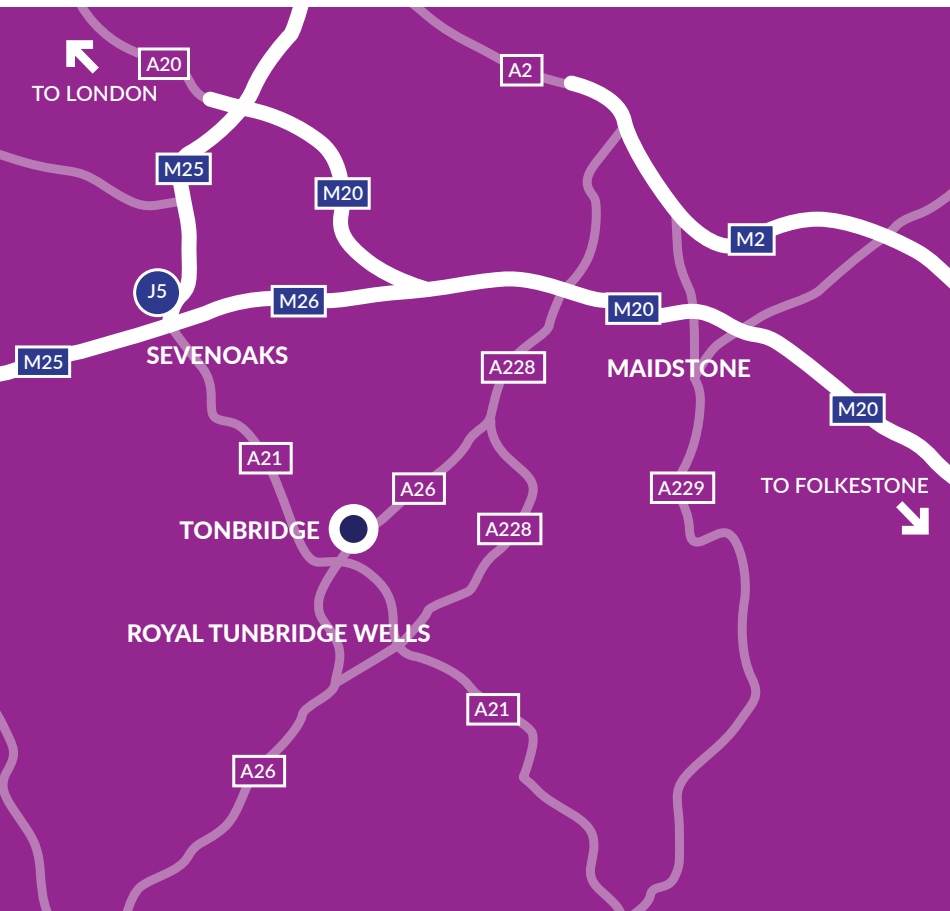 A20
A2
TO LONDON
M25
M20
M2
J5
M26
M20
M25
SEVENOAKS
A228
MAIDSTONE
M20
A21
A26
A229
TO FOLKESTONE
TONBRIDGE
A228
ROYAL TUNBRIDGE WELLS
A21
A26